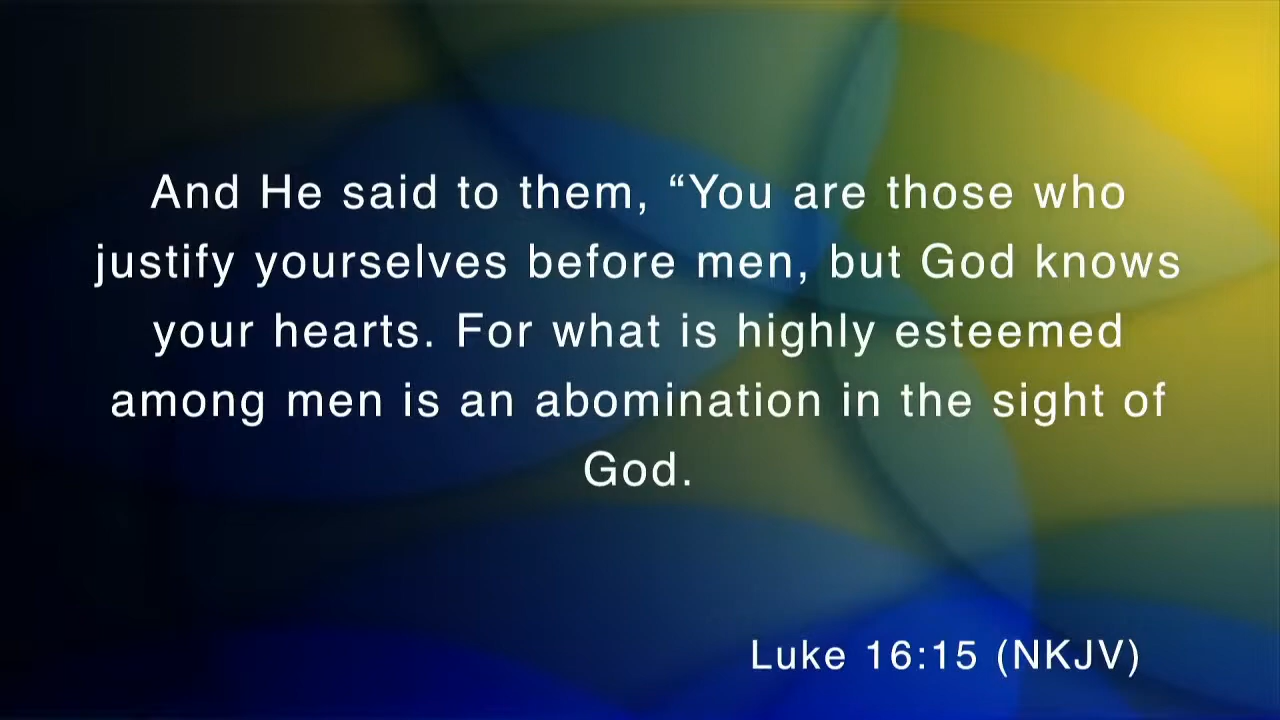 And He said to them, “You are those who
justify yourselves before men, but God knows
your hearts. For what is highly esteemed
among men is an abomination in the sight of
God.
Luke 16:15 (NKJV)